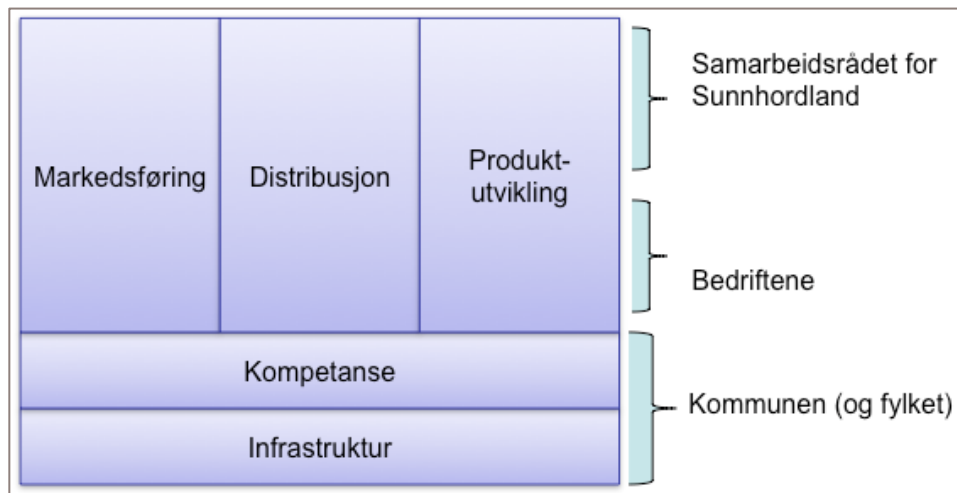 Markedsføring
Distribusjon
Produkt-
utvikling
Samarbeidsrådet for
Sunnhordland
Bedriftene
Kompetanse
Infrastruktur
Kommunen (og fylket)